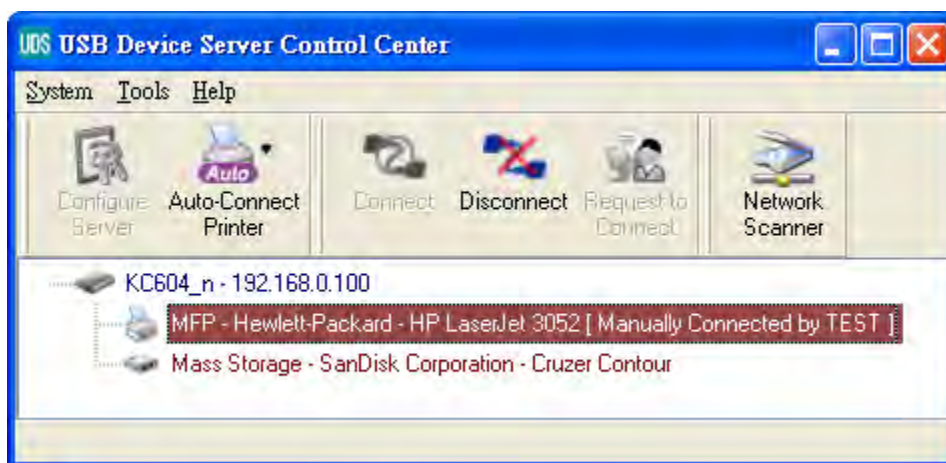 UDS USB Device Server Control Center
System Tools Help
Auto
Configure Server
Auto-Connect Printer
Connect
Disconnect
Request to Connect
Network Scanner
KC604_n - 192.168.0.100
MFP - Hewlett-Packard - HP LaserJet 3052 [ Manually Connected by TEST ]
Mass Storage - SanDisk Corporation - Cruzer Contour